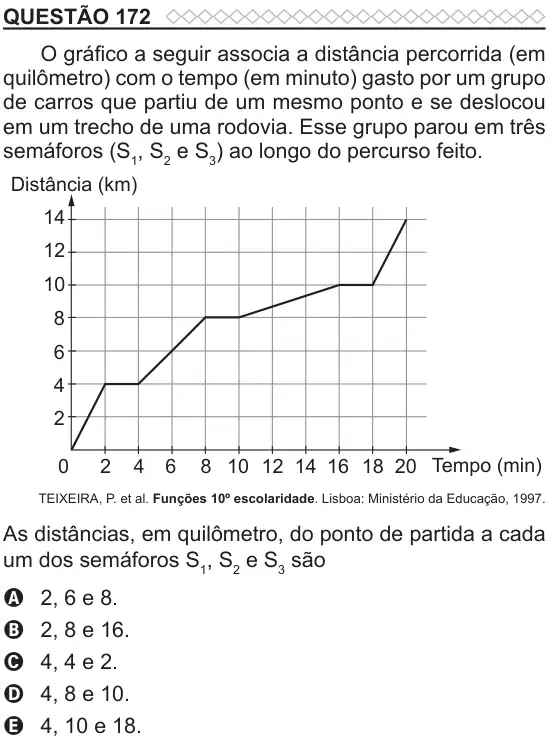 QUESTÃO 172
O gráfico a seguir associa a distância percorrida (em
quilômetro) com o tempo (em minuto) gasto por um grupo
de carros que partiu de um mesmo ponto e se deslocou
em um trecho de uma rodovia. Esse grupo parou em três
semáforos (S₁, S₂ e S₃) ao longo do percurso feito.
Distância (km)
14
12
10
8
6
4
2
0 2 4 6 8 10 12 14 16 18 20 Tempo (min)
TEIXEIRA, P. et al. Funções 10º escolaridade. Lisboa: Ministério da Educação, 1997.
As distâncias, em quilômetro, do ponto de partida a cada
um dos semáforos S₁, S₂ e S₃ são
A 2, 6 e 8.
B 2, 8 e 16.
C 4, 4 e 2.
D 4, 8 e 10.
E 4, 10 e 18.